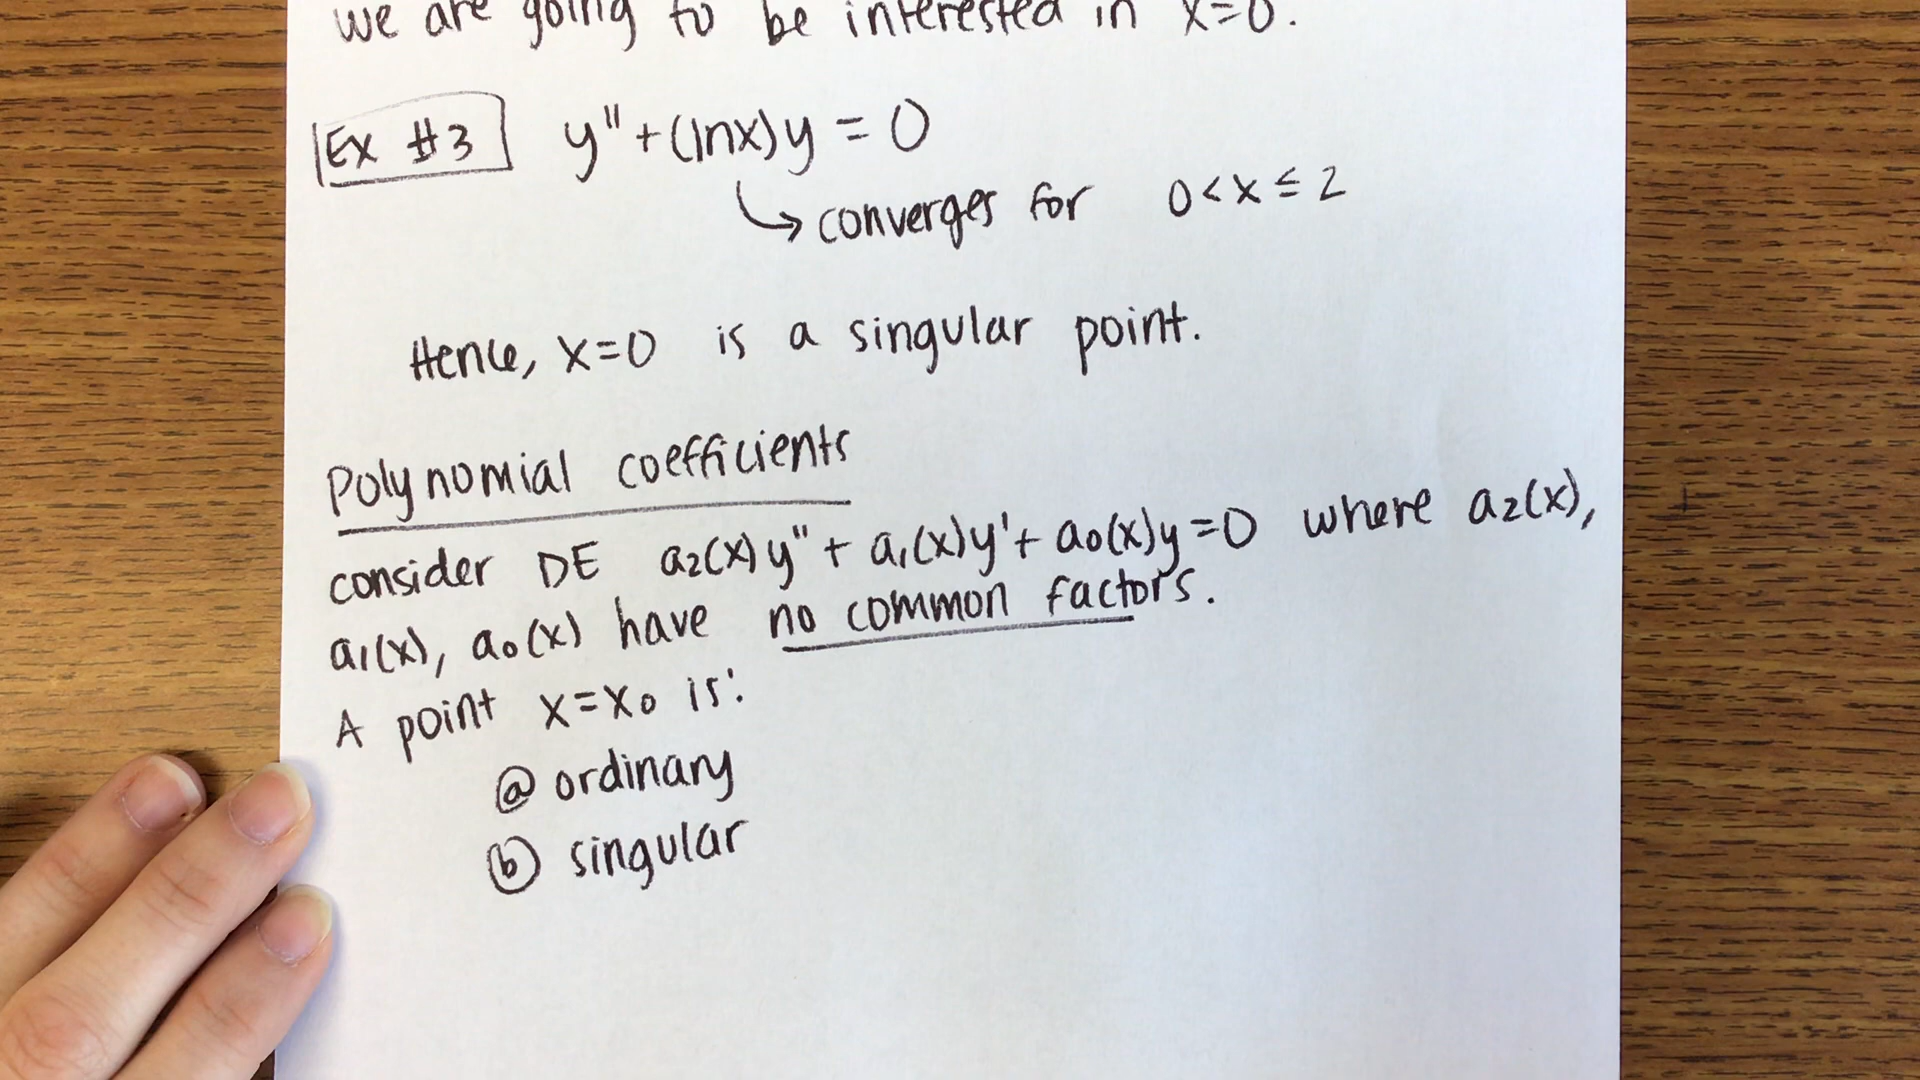 we are going to be interested in x=0.
Ex #3 y"+(lnx)y = 0
↳ converges for 0<x≤2
Hence, x=0 is a singular point.
Polynomial coefficients
consider DE a₂(x)y"+ a₁(x)y'+ a₀(x)y=0 where a₂(x),
a₁(x), a₀(x) have no common factors.
A point x=x₀ is:
ⓐ ordinary
ⓑ singular